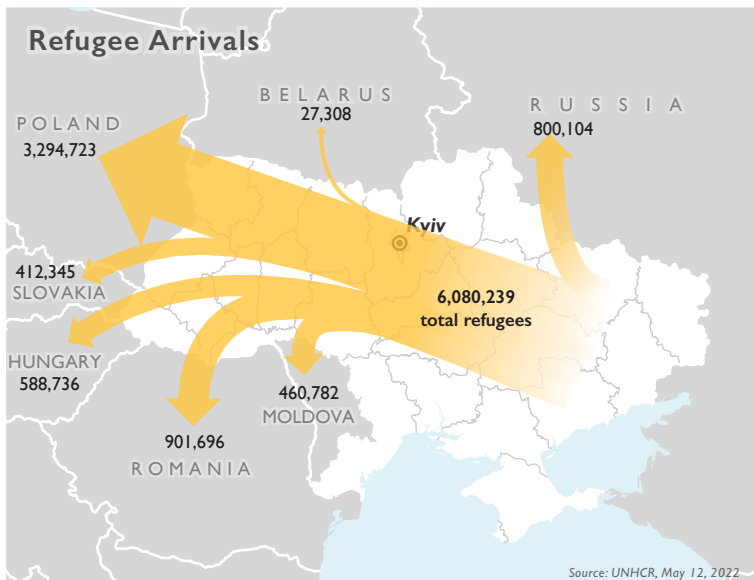 Refugee Arrivals
BELARUS
27,308
RUSSIA
800,104
POLAND
3,294,723
Kyiv
412,345
SLOVAKIA
6,080,239
total refugees
HUNGARY
588,736
460,782
MOLDOVA
901,696
ROMANIA
Source: UNHCR, May 12, 2022